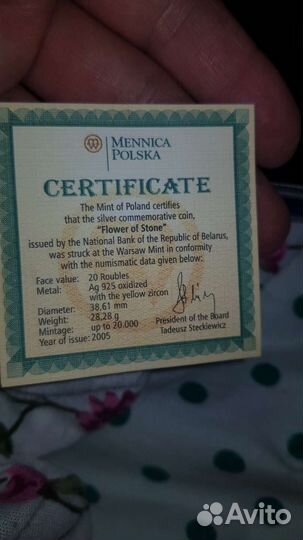 MENNICA
POLSKA
CERTIFICATE
The Mint of Poland certifies
that the silver commemorative coin,
"Flower of Stone"
issued by the National Bank of the Republic of Belarus,
was struck at the Warsaw Mint in conformity
with the numismatic data given below:
Face value: 20 Roubles
Metal: Ag 925 oxidized
with the yellow zircon
Diameter: 38,61 mm
Weight: 28,28 g
Mintage: up to 20.000
Year of issue: 2005
President of the Board
Tadeusz Steckiewicz
Avito